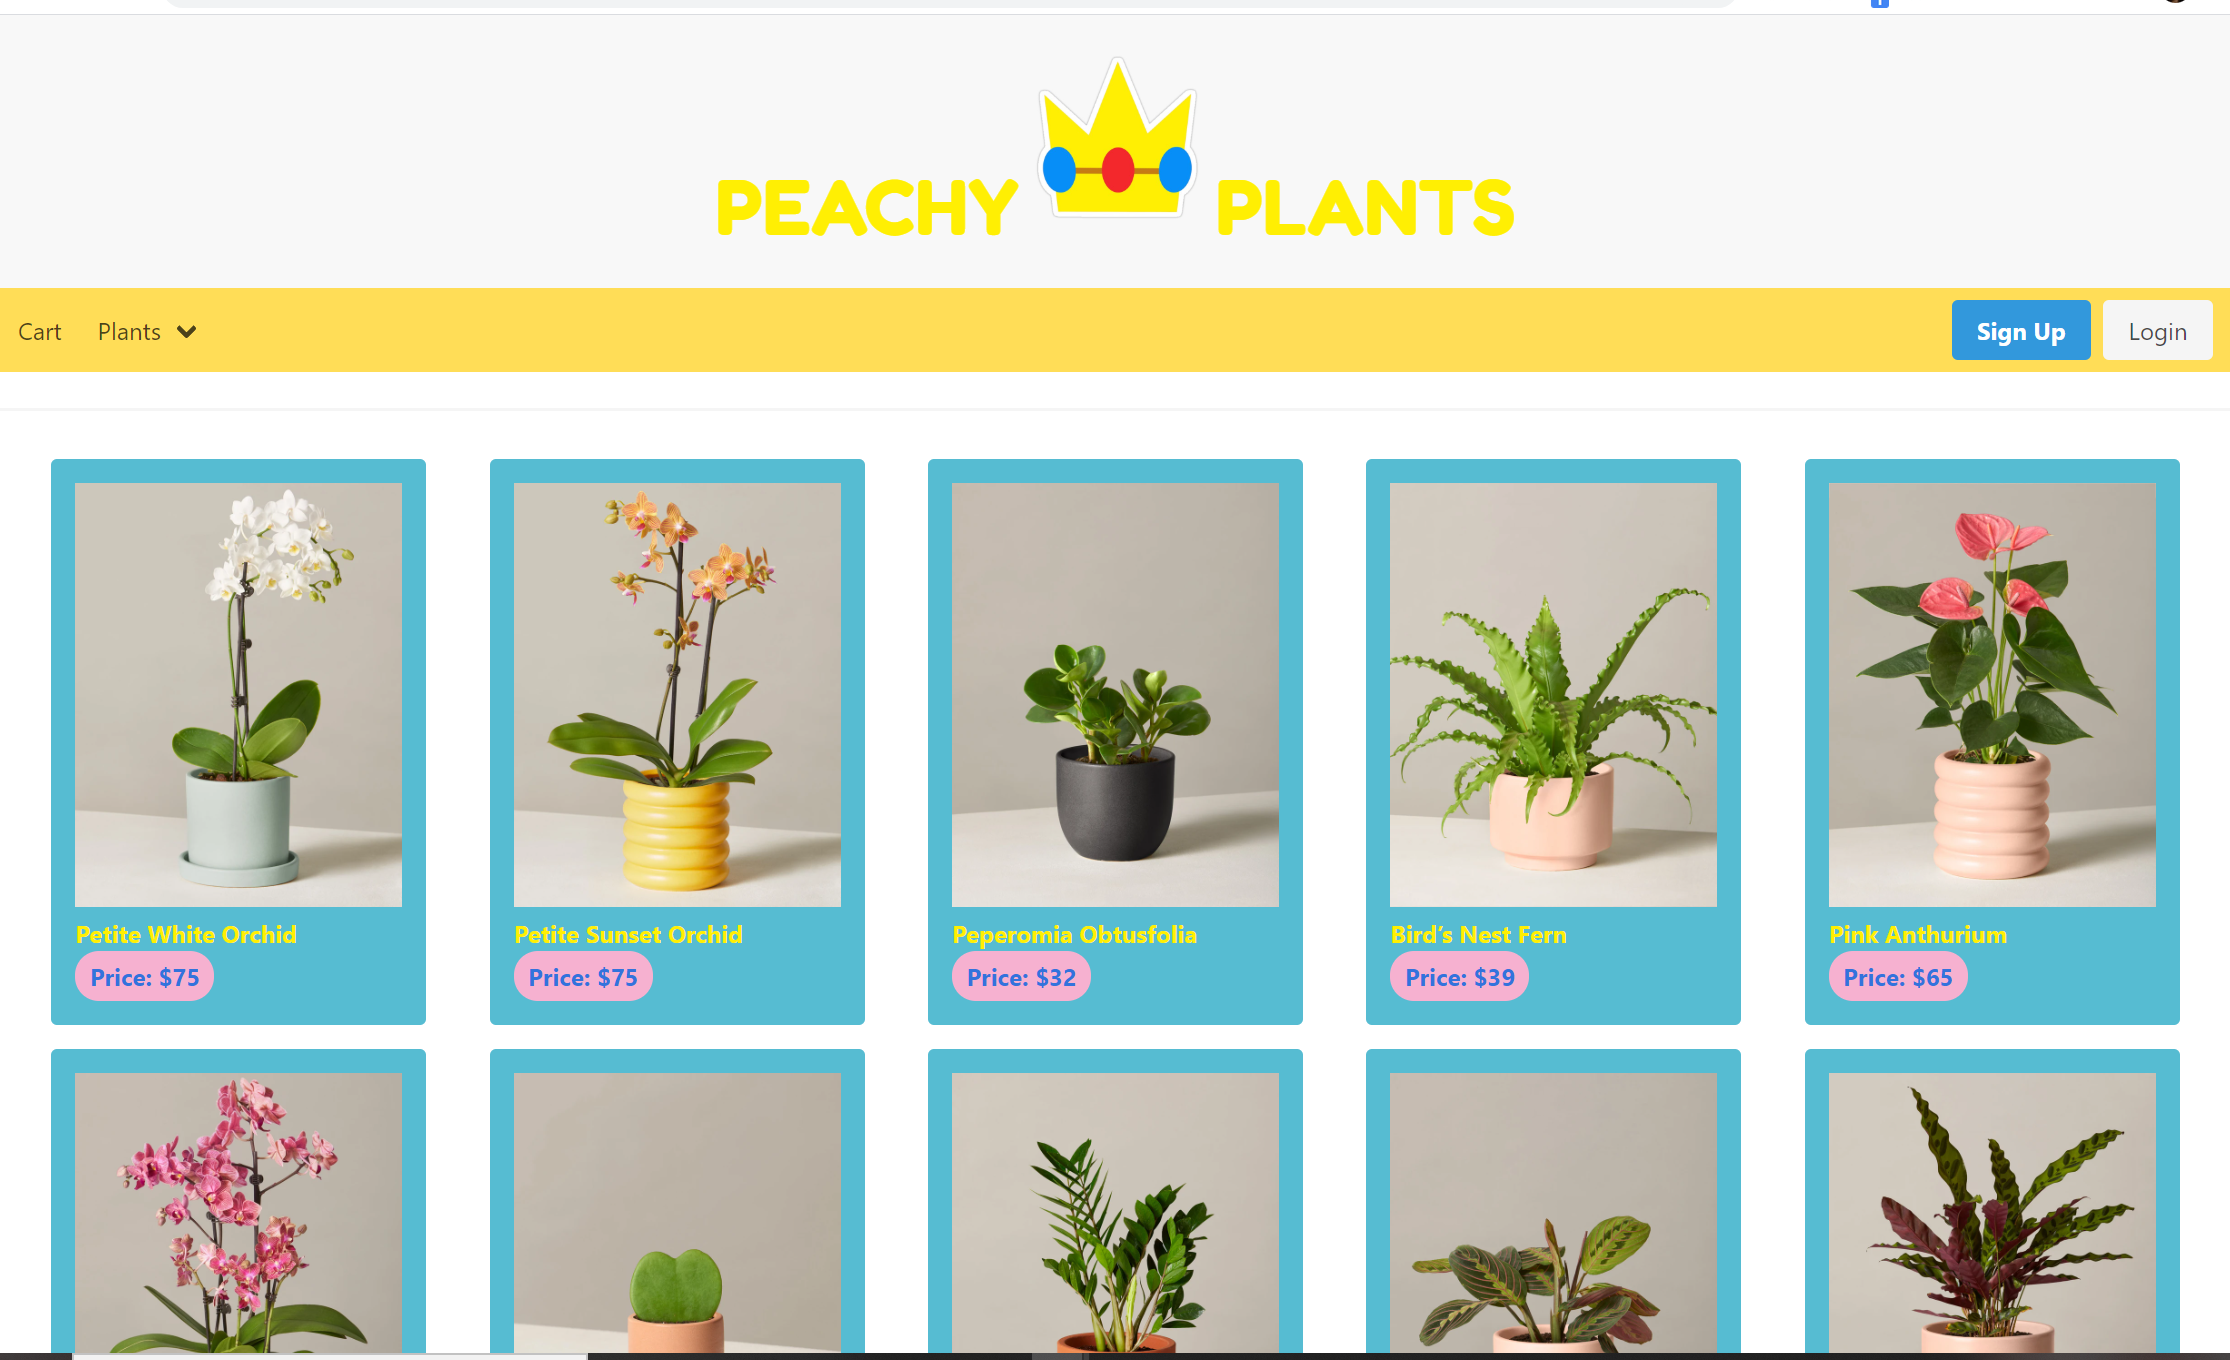 PEACHY PLANTS
Cart Plants Sign Up Login
Petite White Orchid
Price: $75
Petite Sunset Orchid
Price: $75
Peperomia Obtusfolia
Price: $32
Bird’s Nest Fern
Price: $39
Pink Anthurium
Price: $65